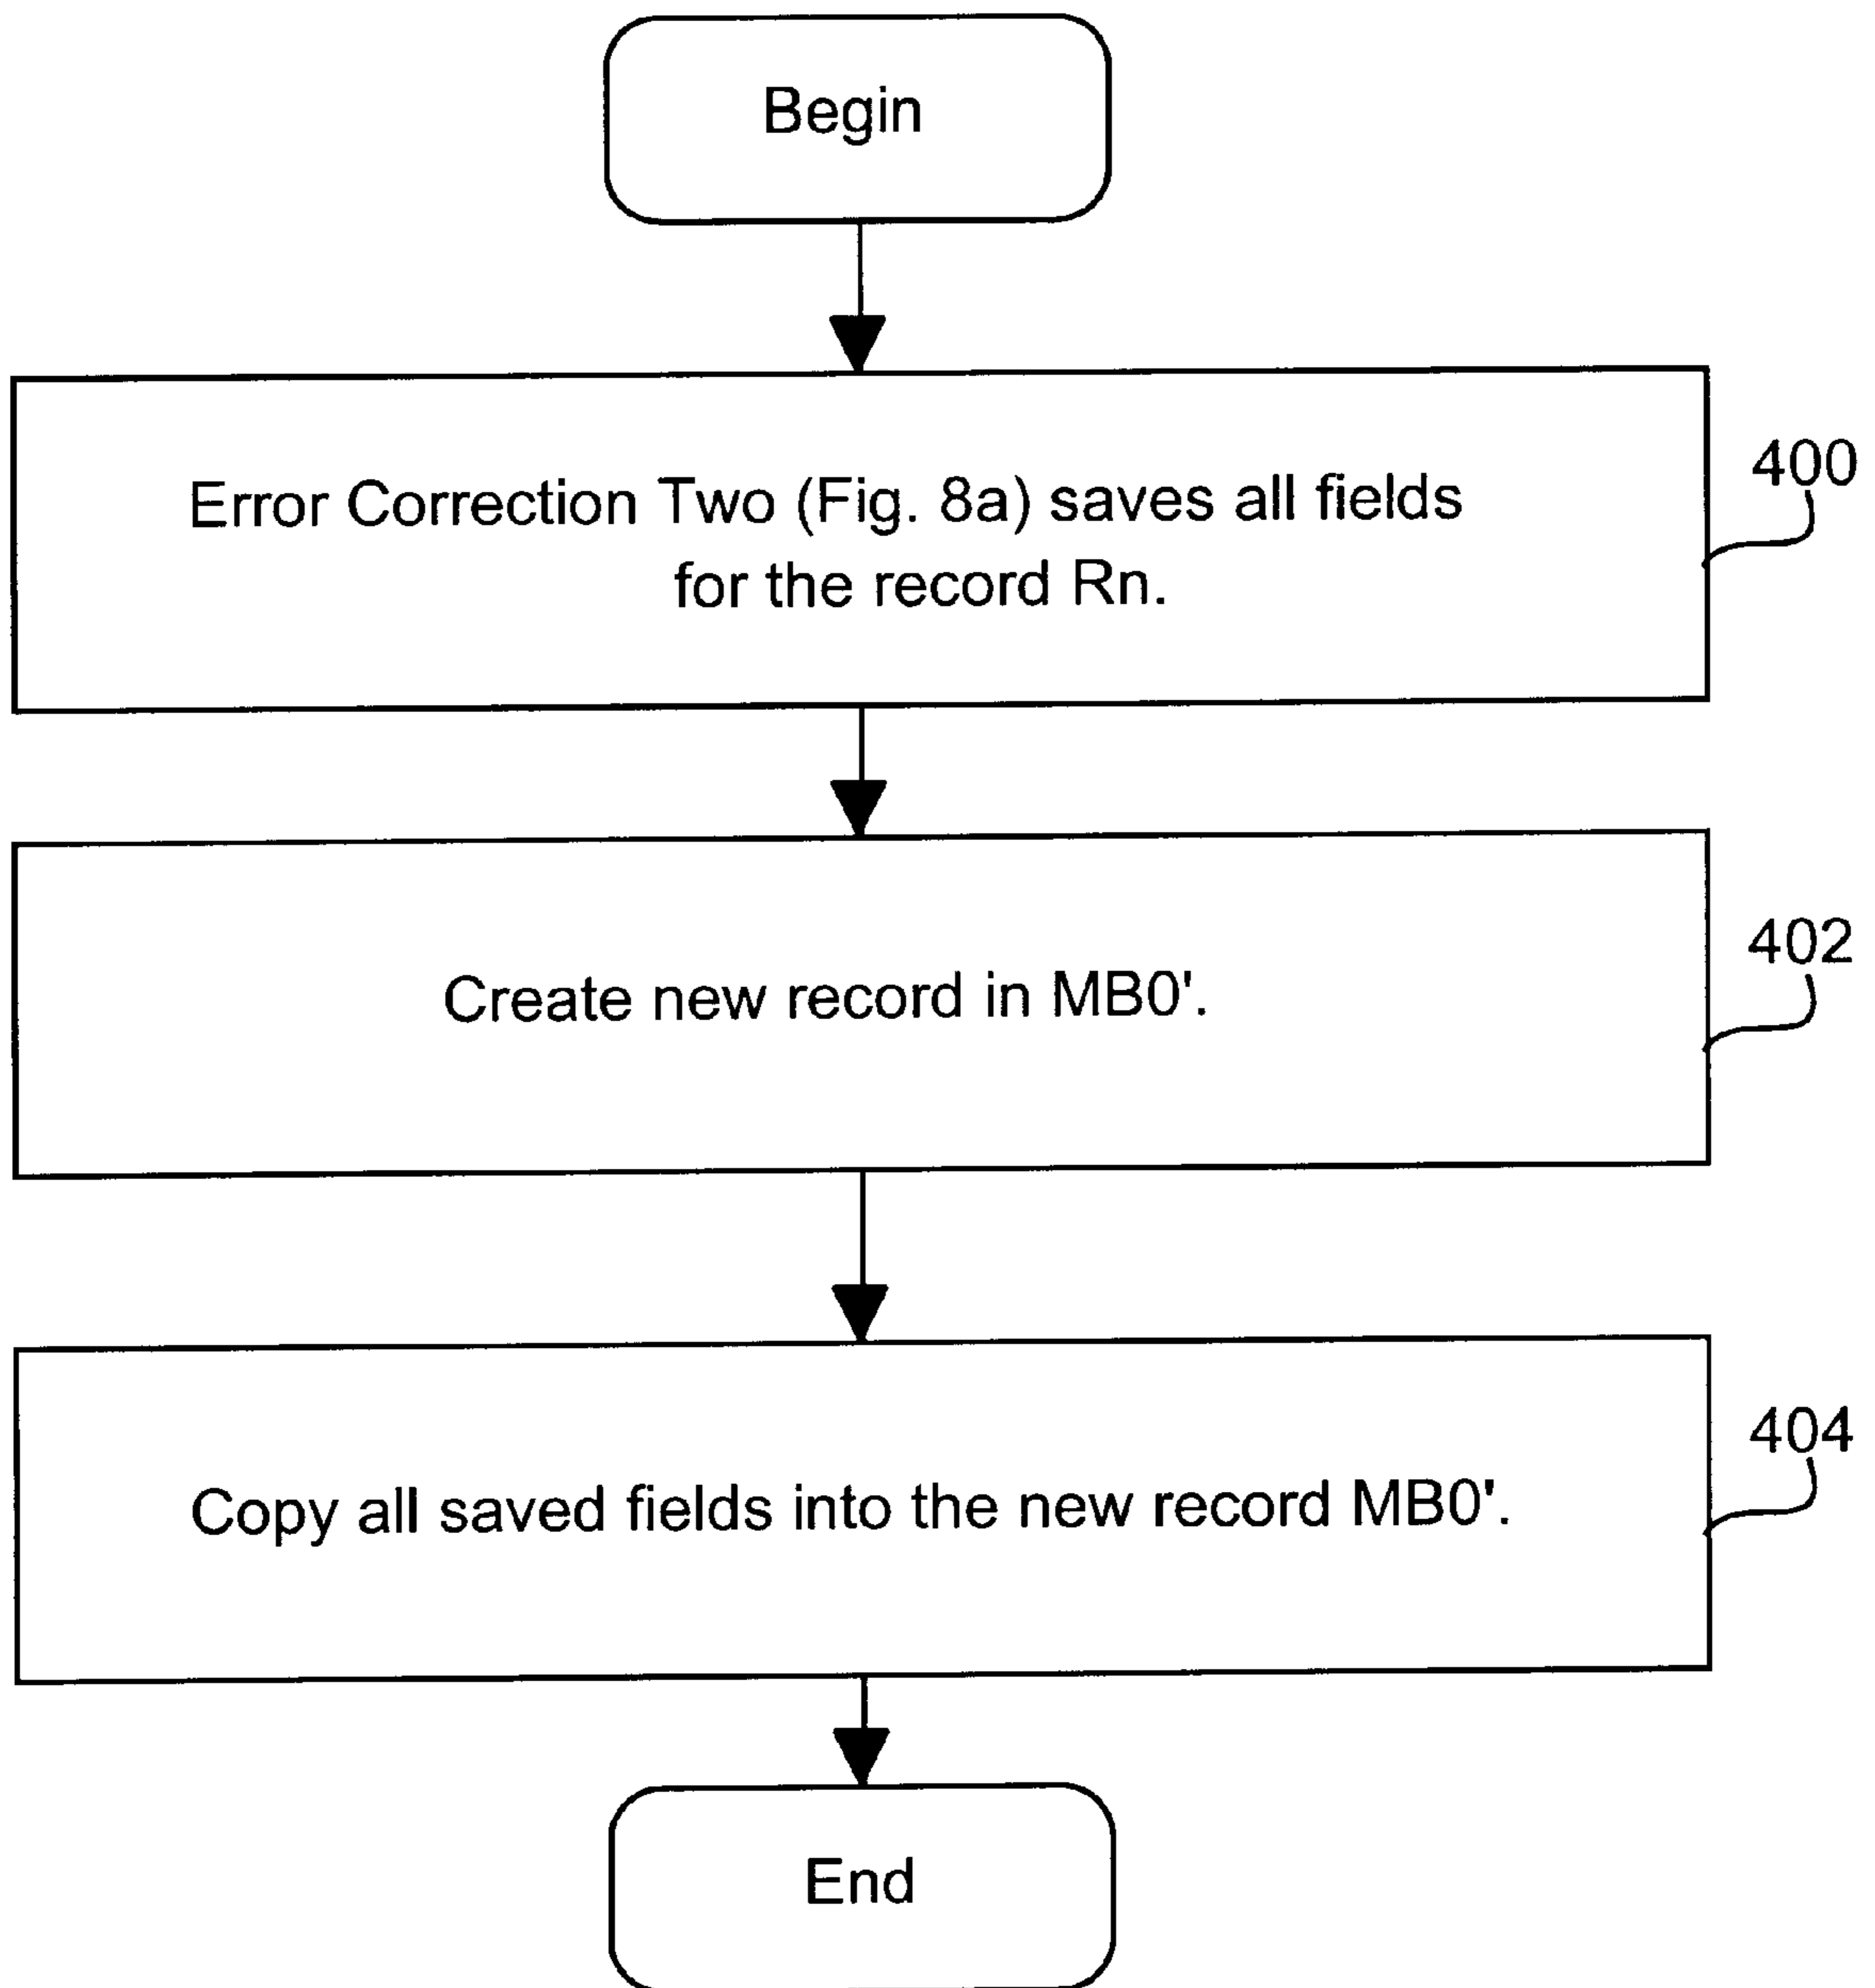 Begin
Error Correction Two (Fig. 8a) saves all fields
for the record Rn.
400
Create new record in MB0'.
402
Copy all saved fields into the new record MB0'.
404
End